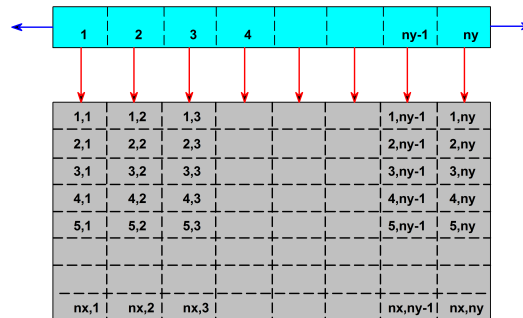 1 2 3 4 ny-1 ny
1,1 1,2 1,3 1,ny-1 1,ny
2,1 2,2 2,3 2,ny-1 2,ny
3,1 3,2 3,3 3,ny-1 3,ny
4,1 4,2 4,3 4,ny-1 4,ny
5,1 5,2 5,3 5,ny-1 5,ny
nx,1 nx,2 nx,3 nx,ny-1 nx,ny